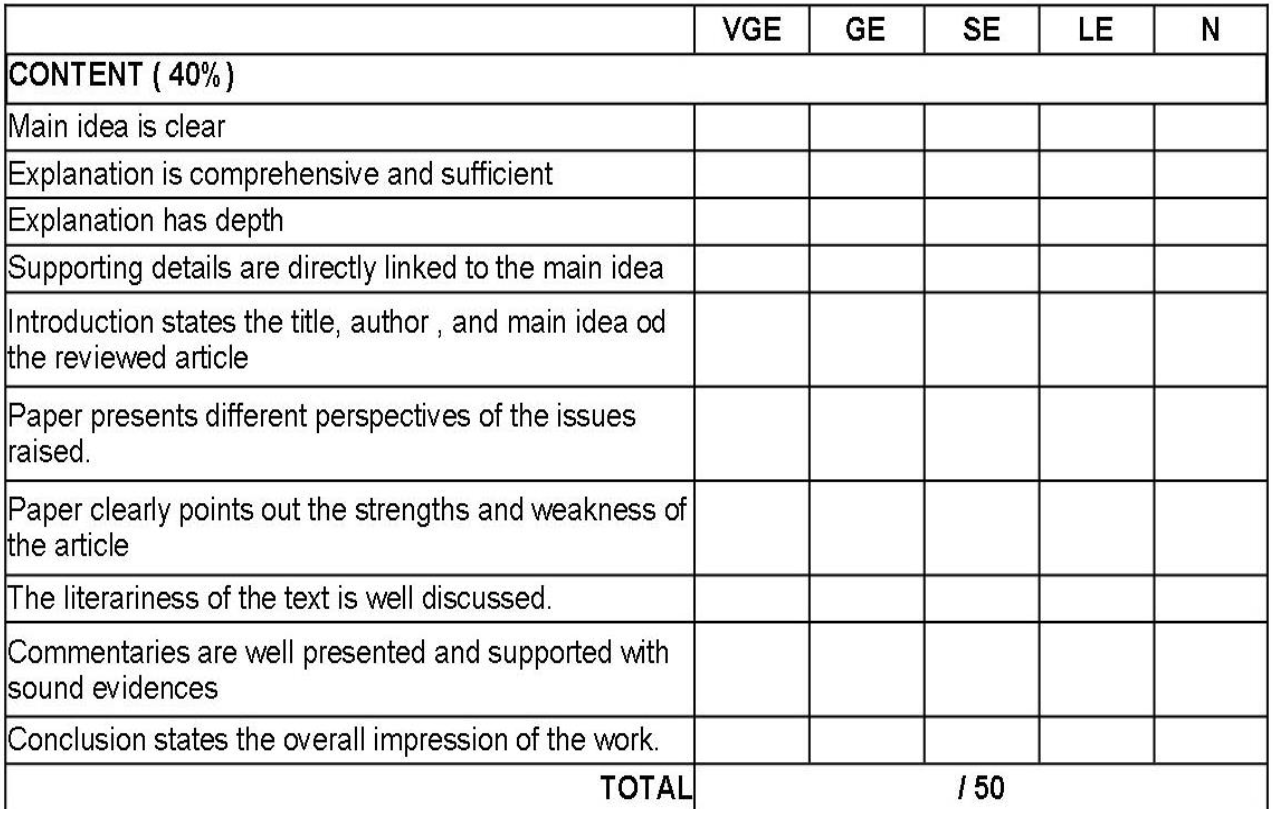 VGE GE SE LE N
CONTENT ( 40% )
Main idea is clear
Explanation is comprehensive and sufficient
Explanation has depth
Supporting details are directly linked to the main idea
Introduction states the title, author , and main idea od
the reviewed article
Paper presents different perspectives of the issues
raised.
Paper clearly points out the strengths and weakness of
the article
The literariness of the text is well discussed.
Commentaries are well presented and supported with
sound evidences
Conclusion states the overall impression of the work.
TOTAL / 50